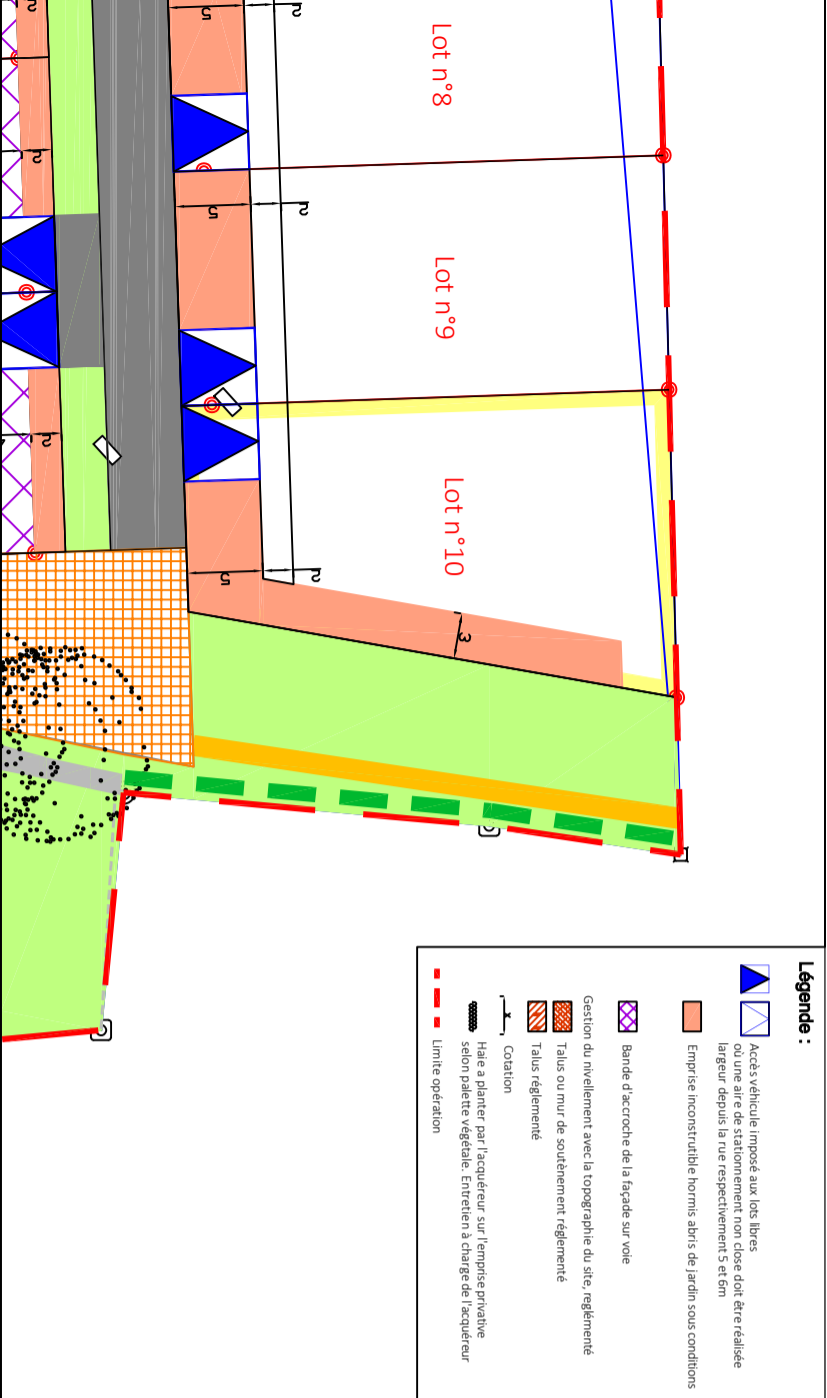 Lot n°8
Lot n°9
Lot n°10
5
2
5
2
5
2
3
2
2
2
Légende :
Accès véhicule imposé aux lots libres
où une aire de stationnement non close doit être réalisée
largeur depuis la rue respectivement 5 et 6m
Emprise inconstrutible hormis abris de jardin sous conditions
Bande d'accroche de la façade sur voie
Gestion du nivellement avec la topographie du site, reglémenté
Talus ou mur de soutènement réglementé
Talus réglementé
Cotation
Haie a planter par l'acquéreur sur l'emprise privative
selon palette végétale. Entretien à charge de l'acquéreur
Limite opération